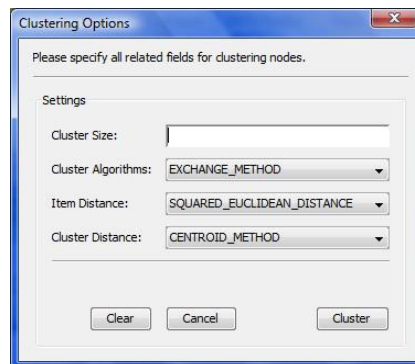 Clustering Options
Please specify all related fields for clustering nodes.
Settings
Cluster Size:
Cluster Algorithms: EXCHANGE_METHOD
Item Distance: SQUARED_EUCLIDEAN_DISTANCE
Cluster Distance: CENTROID_METHOD
Clear Cancel Cluster